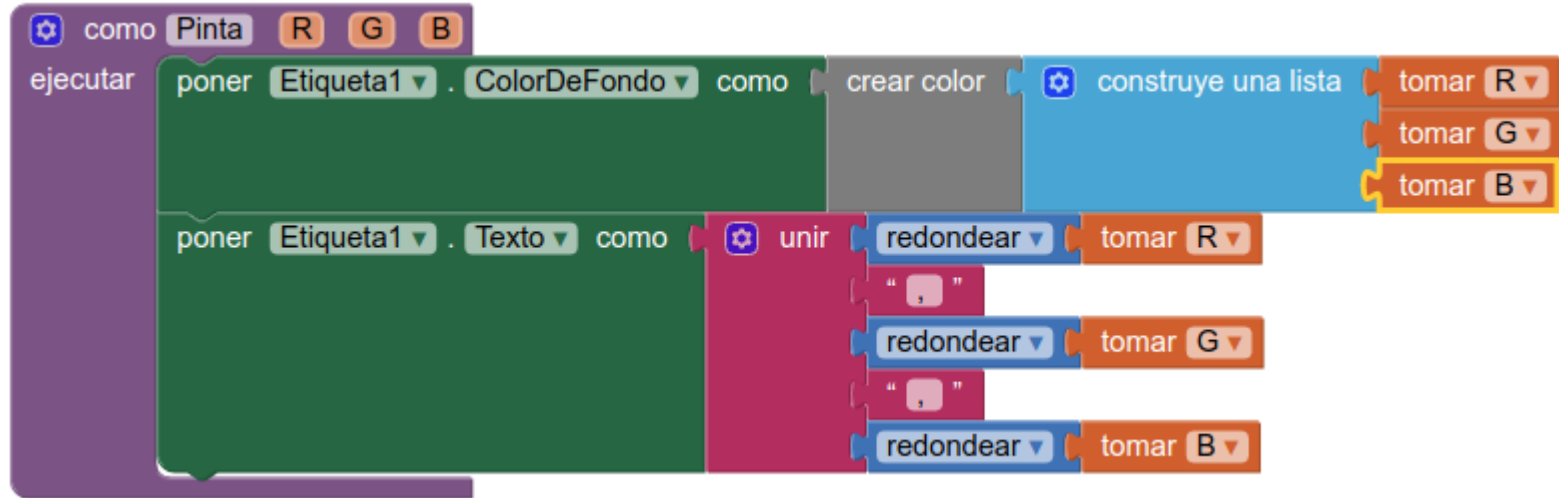 como Pinta R G B
ejecutar poner Etiqueta1 . ColorDeFondo como crear color construye una lista tomar R
tomar G
tomar B
poner Etiqueta1 . Texto como unir redondear tomar R
“ , ”
redondear tomar G
“ , ”
redondear tomar B